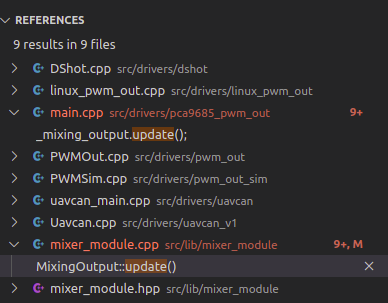 REFERENCES
9 results in 9 files
DShot.cpp src/drivers/dshot
linux_pwm_out.cpp src/drivers/linux_pwm_out
main.cpp src/drivers/pca9685_pwm_out 9+
_mixing_output.update();
PWMOut.cpp src/drivers/pwm_out
PWMSim.cpp src/drivers/pwm_out_sim
uavcan_main.cpp src/drivers/uavcan
Uavcan.cpp src/drivers/uavcan_v1
mixer_module.cpp src/lib/mixer_module 9+, M
MixingOutput::update()
mixer_module.hpp src/lib/mixer_module